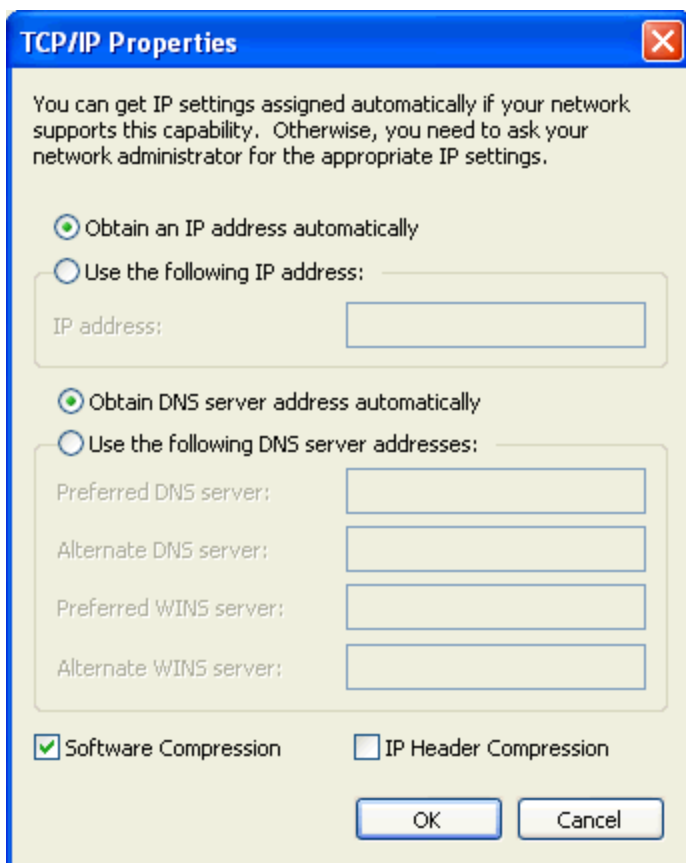 TCP/IP Properties
You can get IP settings assigned automatically if your network
supports this capability. Otherwise, you need to ask your
network administrator for the appropriate IP settings.
Obtain an IP address automatically
Use the following IP address:
IP address:
Obtain DNS server address automatically
Use the following DNS server addresses:
Preferred DNS server:
Alternate DNS server:
Preferred WINS server:
Alternate WINS server:
Software Compression
IP Header Compression
OK
Cancel